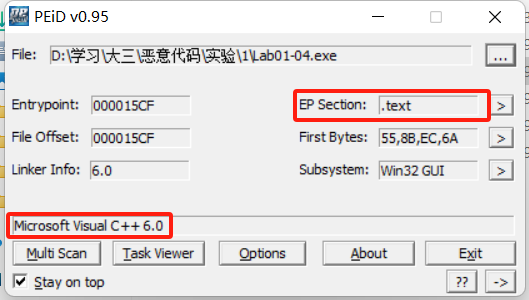 PEiD v0.95
File: D:\学习\大三\恶意代码\实验\1\Lab01-04.exe ...
Entrypoint: 000015CF EP Section: .text >
File Offset: 000015CF First Bytes: 55,8B,EC,6A >
Linker Info: 6.0 Subsystem: Win32 GUI >
Microsoft Visual C++ 6.0
Multi Scan Task Viewer Options About Exit
Stay on top ?? ->